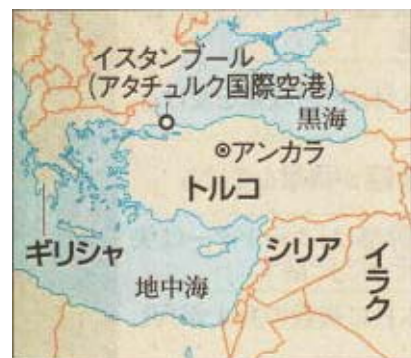 イスタンブール
(アタチュルク国際空港)
黒海
アンカラ
トルコ
ギリシャ
シリア
イラク
地中海